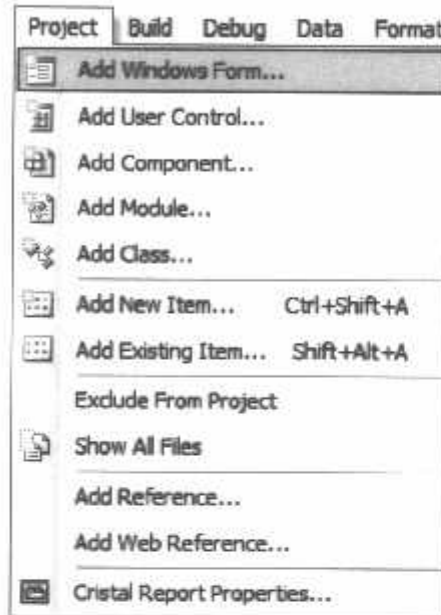 Project Build Debug Data Format
Add Windows Form...
Add User Control...
Add Component...
Add Module...
Add Class...
Add New Item... Ctrl+Shift+A
Add Existing Item... Shift+Alt+A
Exclude From Project
Show All Files
Add Reference...
Add Web Reference...
Cristal Report Properties...